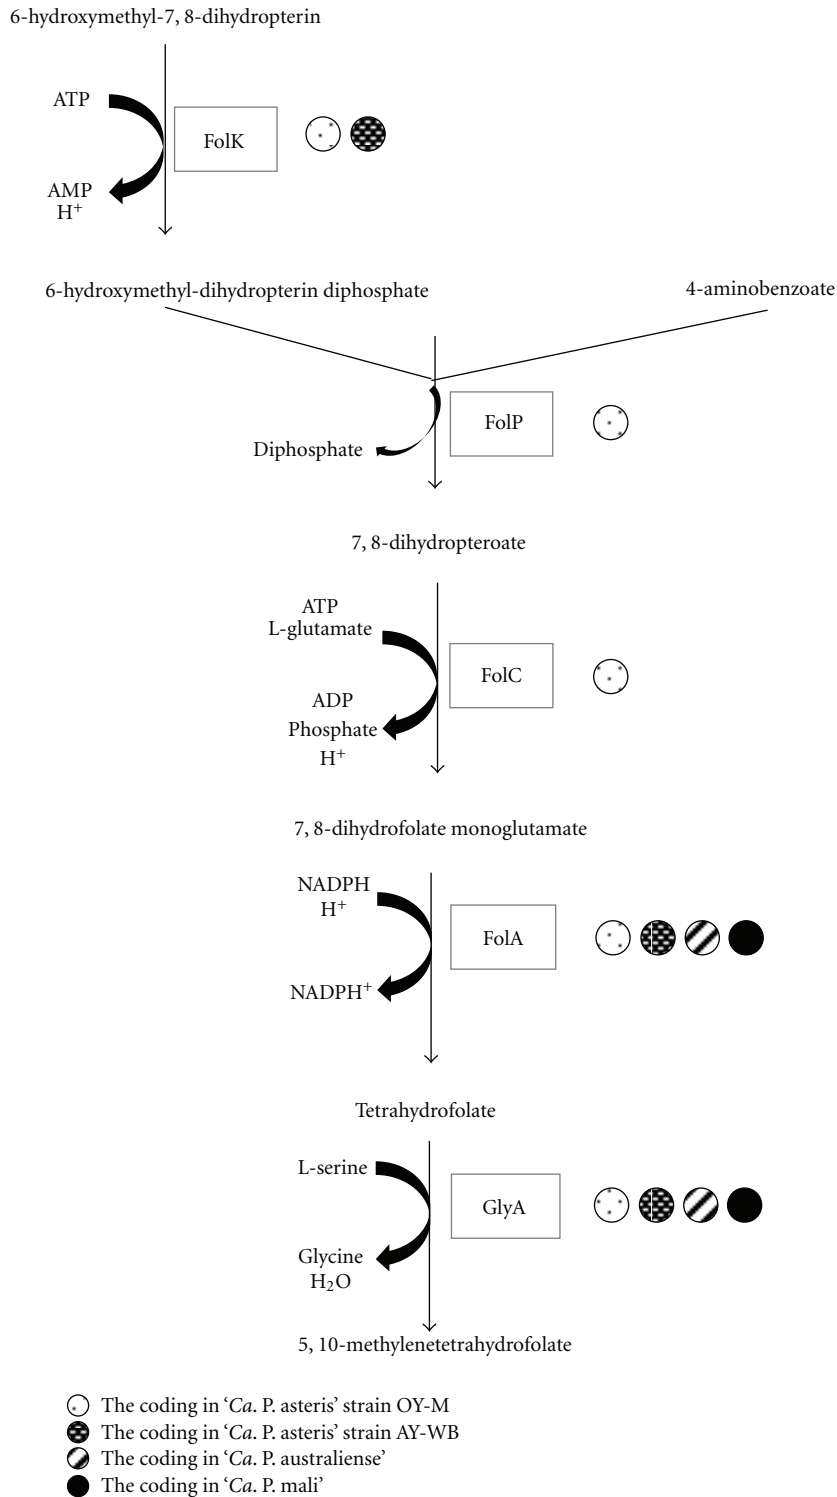 6-hydroxymethyl-7, 8-dihydropterin
ATP
FolK
AMP
H+
6-hydroxymethyl-dihydropterin diphosphate
4-aminobenzoate
FolP
Diphosphate
7, 8-dihydropteroate
ATP
L-glutamate
FolC
ADP
Phosphate
H+
7, 8-dihydrofolate monoglutamate
NADPH
H+
FolA
NADPH+
Tetrahydrofolate
L-serine
GlyA
Glycine
H2O
5, 10-methylenetetrahydrofolate
The coding in ‘Ca. P. asteris’ strain OY-M
The coding in ‘Ca. P. asteris’ strain AY-WB
The coding in ‘Ca. P. australiense’
The coding in ‘Ca. P. mali’